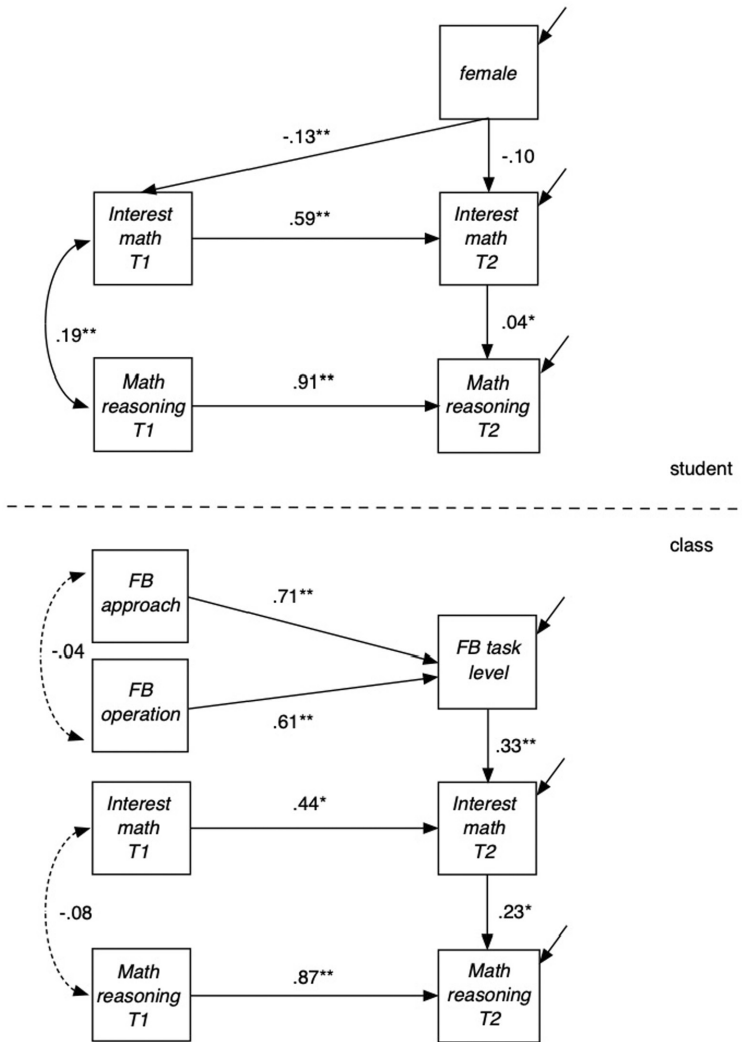 female
-.13**
-.10
Interest
math
T1
.59**
Interest
math
T2
.19**
.04*
Math
reasoning
T1
.91**
Math
reasoning
T2
student
class
FB
approach
.71**
-.04
FB task
level
FB
operation
.61**
.33**
Interest
math
T1
.44*
Interest
math
T2
-.08
.23*
Math
reasoning
T1
.87**
Math
reasoning
T2